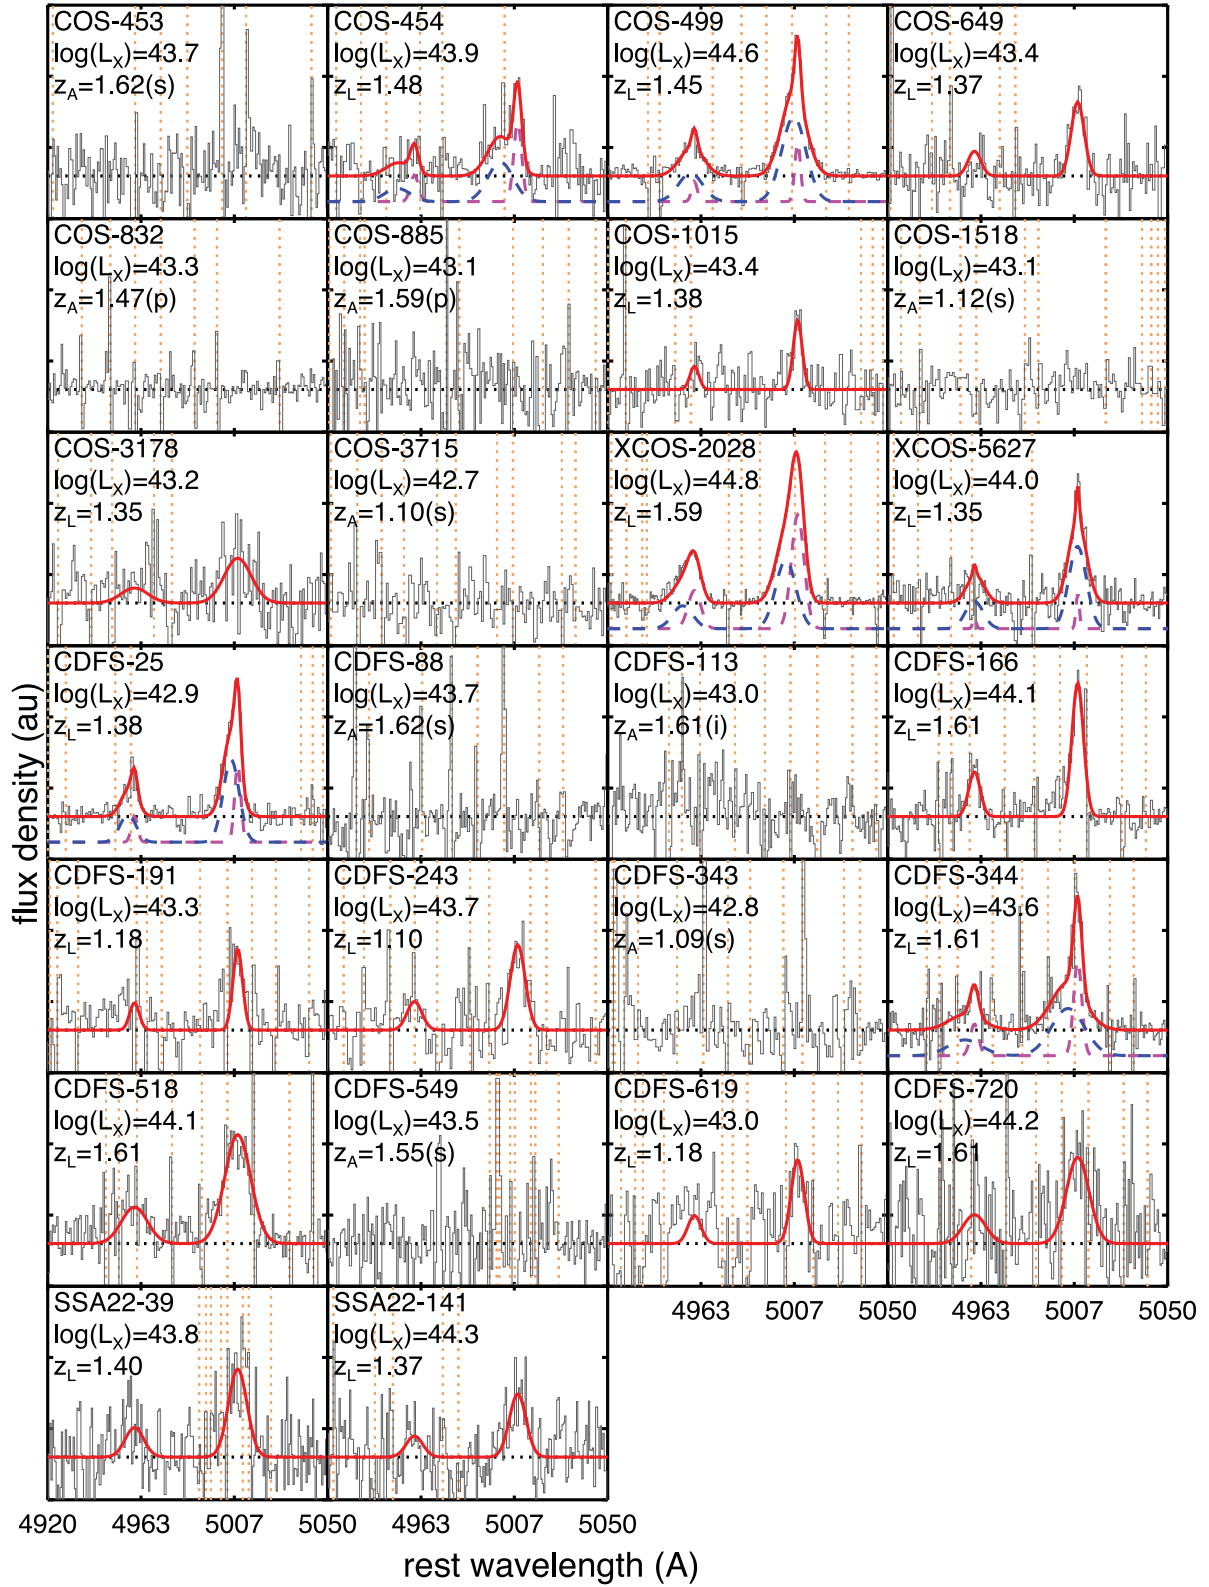 COS-453
log(Lx)=43.7
zA=1.62(s)
COS-454
log(Lx)=43.9
zL=1.48
COS-499
log(Lx)=44.6
zL=1.45
COS-649
log(Lx)=43.4
zL=1.37
COS-832
log(Lx)=43.3
zA=1.47(p)
COS-885
log(Lx)=43.1
zA=1.59(p)
COS-1015
log(Lx)=43.4
zL=1.38
COS-1518
log(Lx)=43.1
zA=1.12(s)
COS-3178
log(Lx)=43.2
zL=1.35
COS-3715
log(Lx)=42.7
zA=1.10(s)
XCOS-2028
log(Lx)=44.8
zL=1.59
XCOS-5627
log(Lx)=44.0
zL=1.35
CDFS-25
log(Lx)=42.9
zL=1.38
CDFS-88
log(Lx)=43.7
zA=1.62(s)
CDFS-113
log(Lx)=43.0
zA=1.61(i)
CDFS-166
log(Lx)=44.1
zL=1.61
CDFS-191
log(Lx)=43.3
zL=1.18
CDFS-243
log(Lx)=43.7
zL=1.10
CDFS-343
log(Lx)=42.8
zA=1.09(s)
CDFS-344
log(Lx)=43.6
zL=1.61
CDFS-518
log(Lx)=44.1
zL=1.61
CDFS-549
log(Lx)=43.5
zA=1.55(s)
CDFS-619
log(Lx)=43.0
zL=1.18
CDFS-720
log(Lx)=44.2
zL=1.61
SSA22-39
log(Lx)=43.8
zL=1.40
SSA22-141
log(Lx)=44.3
zL=1.37
4963 5007 5050 4963 5007 5050
4920 4963 5007 5050 4963 5007 5050
rest wavelength (A)
flux density (au)